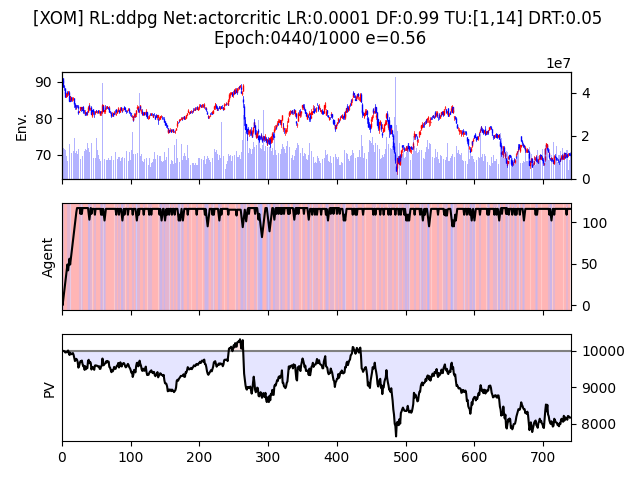 [XOM] RL:ddpg Net:actorcritic LR:0.0001 DF:0.99 TU:[1,14] DRT:0.05
Epoch:0440/1000 e=0.56
1e7
90
80
70
Env.
4
2
0
Agent
100
50
0
PV
10000
9000
8000
0 100 200 300 400 500 600 700